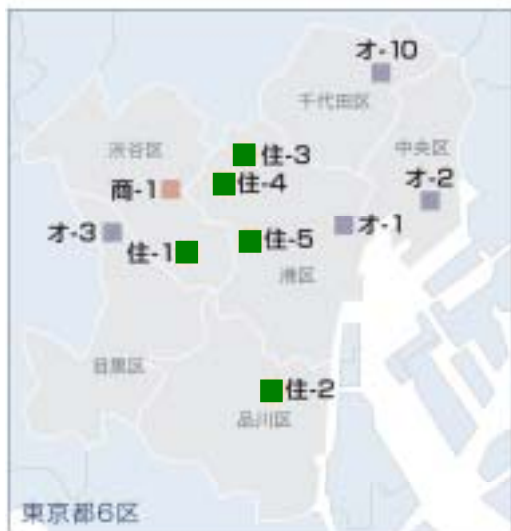 オ-10
千代田区
渋谷区
住-3
中央区
商-1
住-4
オ-2
オ-3
住-1
住-5
オ-1
港区
目黒区
住-2
品川区
東京都6区